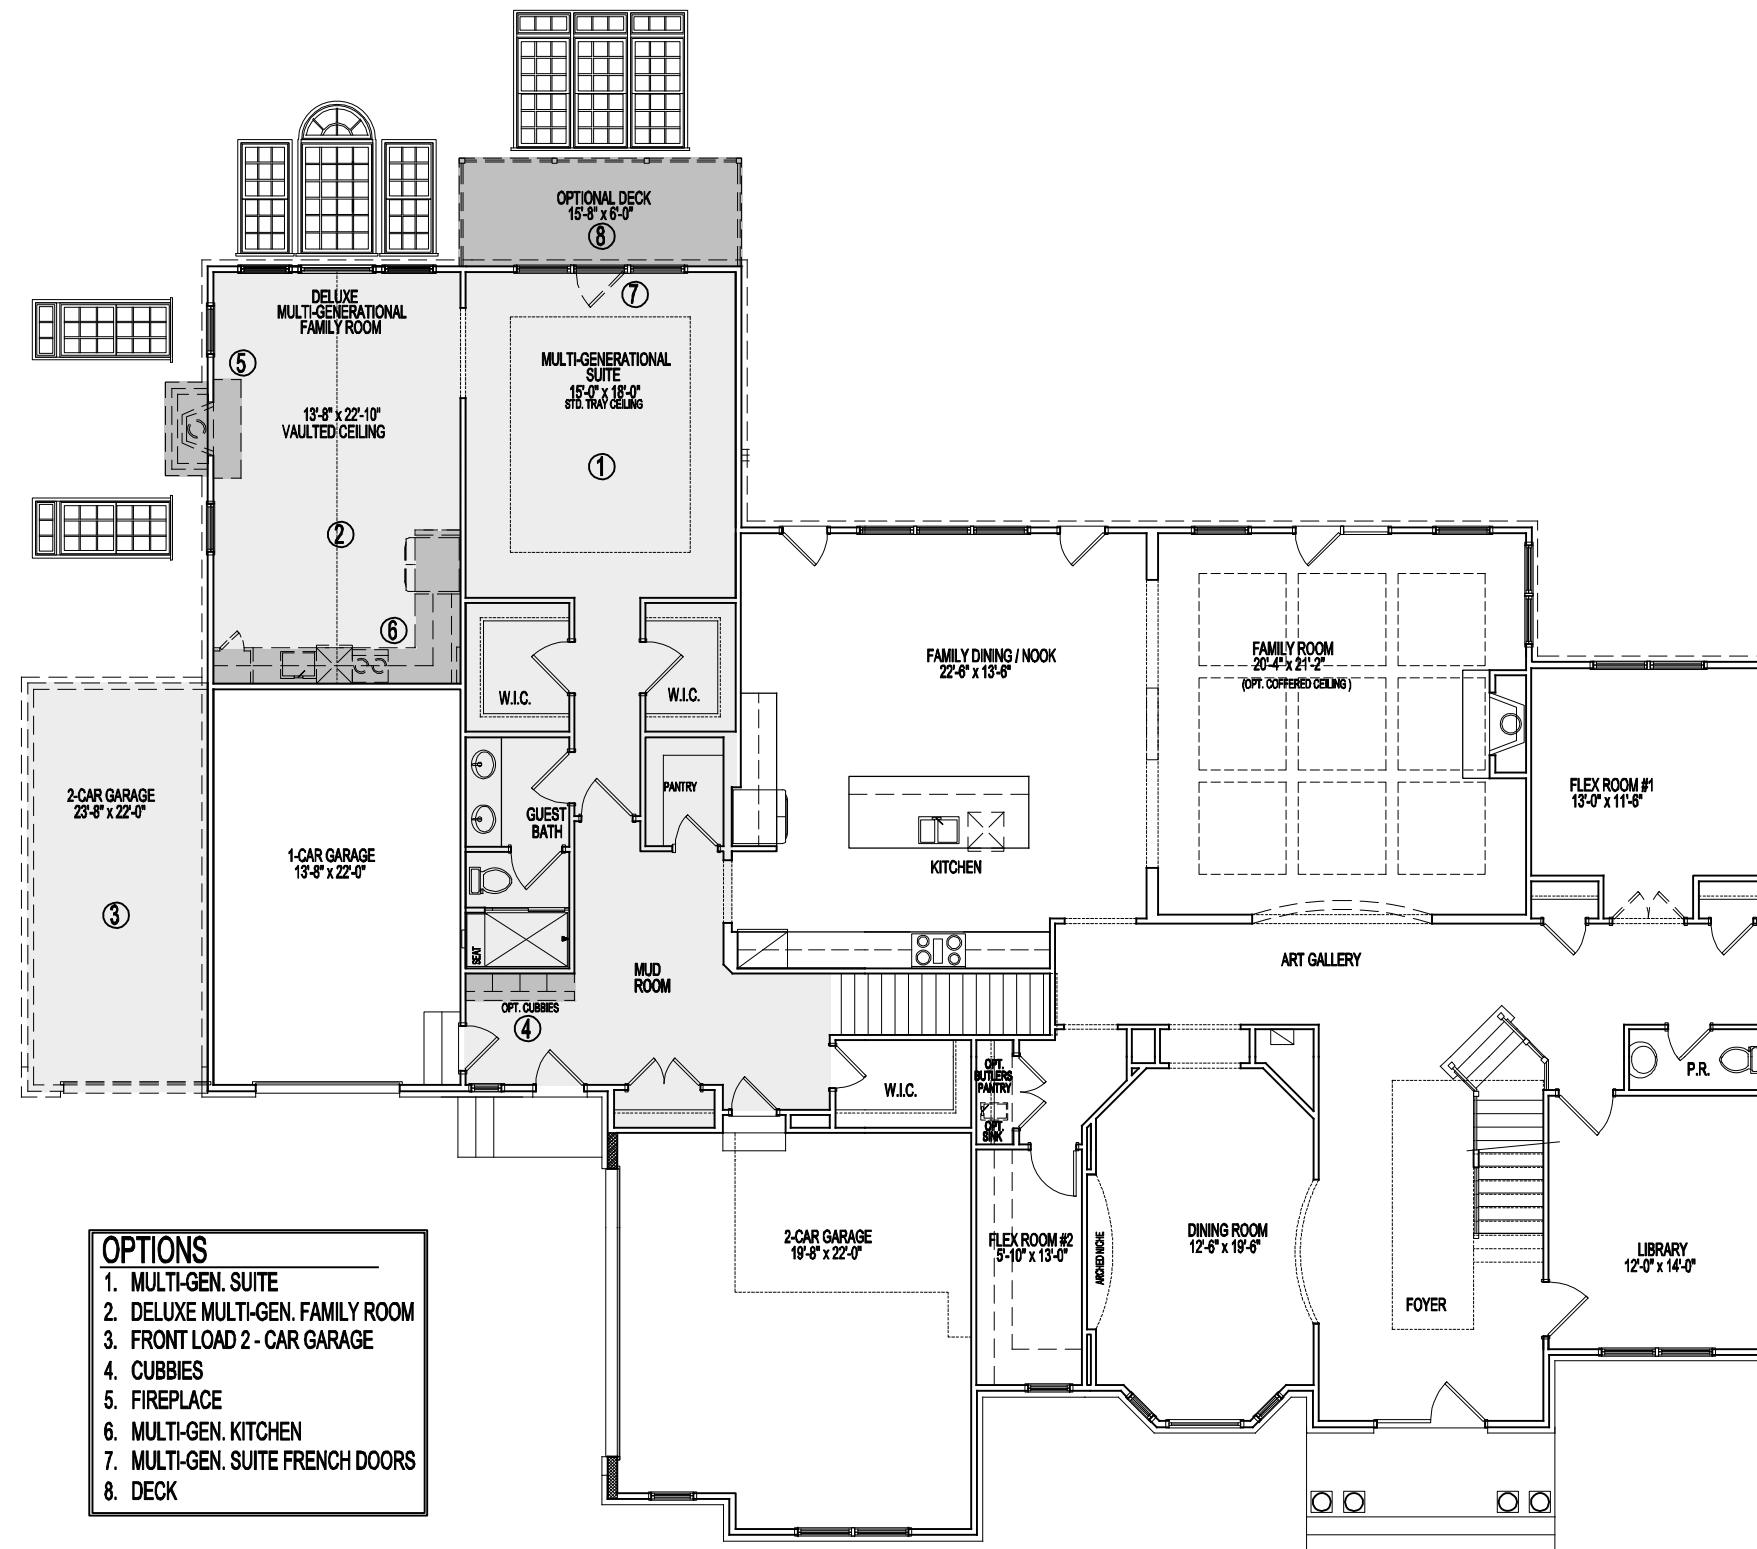 OPTIONAL DECK
15'-8" x 6'-0"
8
7
DELUXE
MULTI-GENERATIONAL
FAMILY ROOM
5
13'-8" x 22'-10"
VAULTED CEILING
2
6
MULTI-GENERATIONAL
SUITE
15'-0" x 18'-0"
STD. TRAY CEILING
1
W.I.C.
W.I.C.
FAMILY DINING / NOOK
22'-6" x 13'-6"
FAMILY ROOM
20'-4" x 21'-2"
(OPT. COFFERED CEILING )
2-CAR GARAGE
23'-8" x 22'-0"
3
1-CAR GARAGE
13'-8" x 22'-0"
GUEST
BATH
PANTRY
KITCHEN
FLEX ROOM #1
13'-0" x 11'-6"
SEAT
MUD
ROOM
ART GALLERY
OPT. CUBBIES
4
W.I.C.
OPT.
BUTLERS
PANTRY
OPT.
SINK
P.R.
2-CAR GARAGE
19'-8" x 22'-0"
FLEX ROOM #2
5'-10" x 13'-0"
ARCHED NICHE
DINING ROOM
12'-6" x 19'-6"
FOYER
LIBRARY
12'-0" x 14'-0"
OPTIONS
1. MULTI-GEN. SUITE
2. DELUXE MULTI-GEN. FAMILY ROOM
3. FRONT LOAD 2 - CAR GARAGE
4. CUBBIES
5. FIREPLACE
6. MULTI-GEN. KITCHEN
7. MULTI-GEN. SUITE FRENCH DOORS
8. DECK